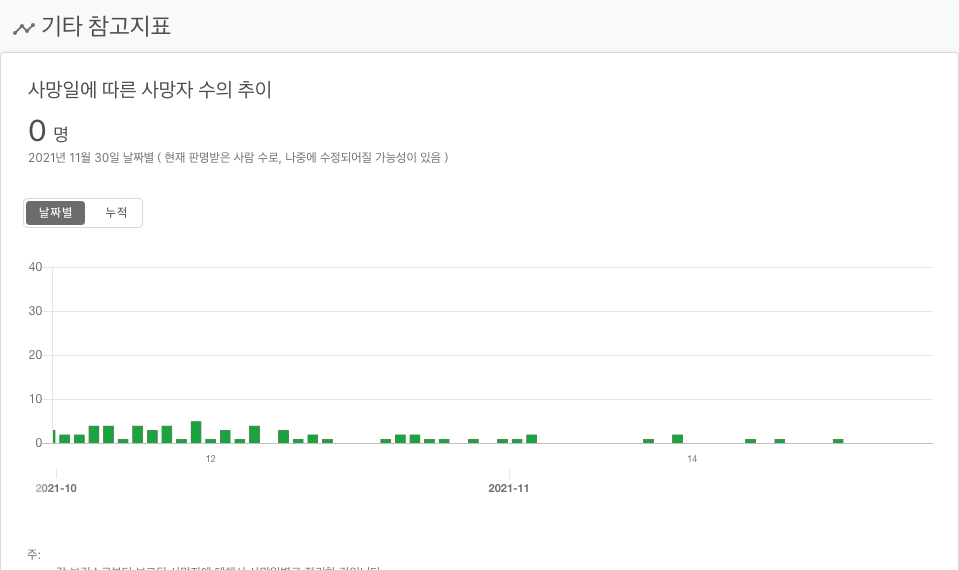 기타 참고지표
사망일에 따른 사망자 수의 추이
0 명
2021년 11월 30일 날짜별 ( 현재 판명받은 사람 수로, 나중에 수정되어질 가능성이 있음 )
날짜별 누적
40
30
20
10
0
12 14
2021-10 2021-11
주: